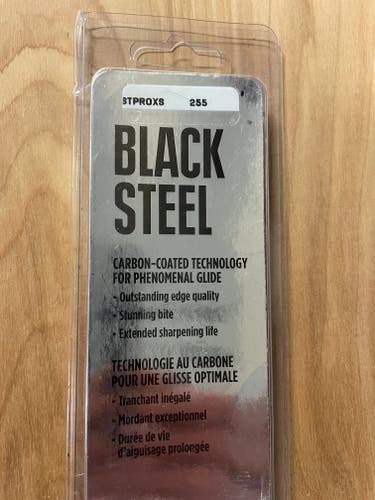 STPROXS 255
BLACK
STEEL
CARBON-COATED TECHNOLOGY
FOR PHENOMENAL GLIDE
• Outstanding edge quality
• Stunning bite
• Extended sharpening life
TECHNOLOGIE AU CARBONE
POUR UNE GLISSE OPTIMALE
• Tranchant inégalé
• Mordant exceptionnel
• Durée de vie
d'aiguisage prolongée